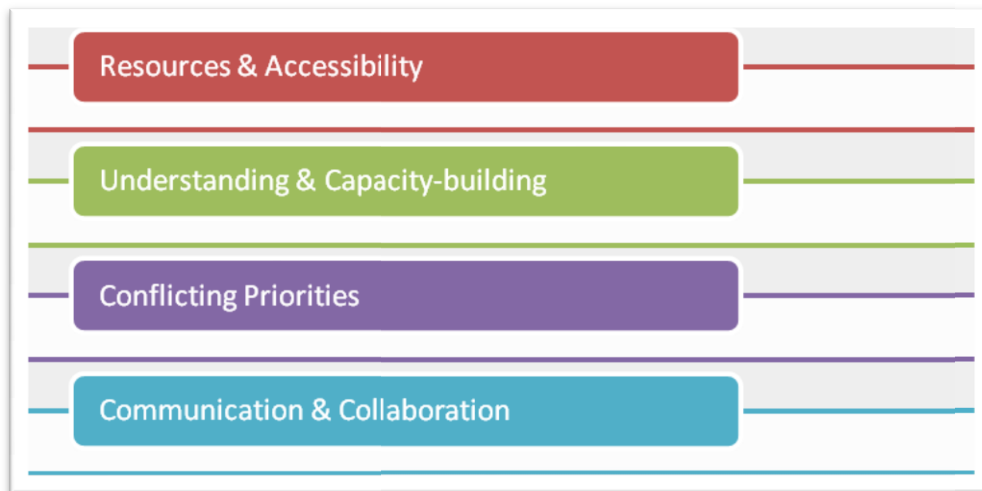 Resources & Accessibility
Understanding & Capacity-building
Conflicting Priorities
Communication & Collaboration